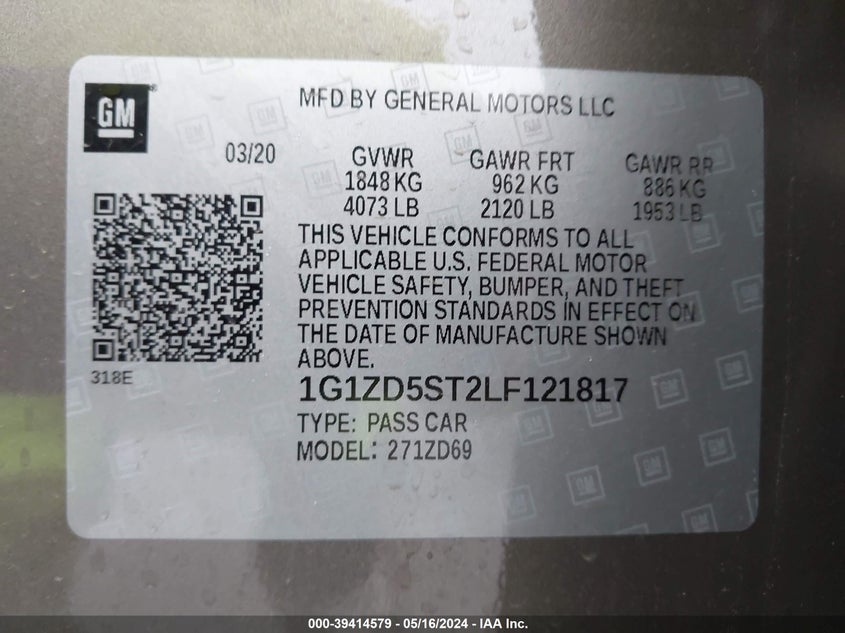 GM
MFD BY GENERAL MOTORS LLC
03/20
GVWR GAWR FRT GAWR RR
1848 KG 962 KG 886 KG
4073 LB 2120 LB 1953 LB
THIS VEHICLE CONFORMS TO ALL
APPLICABLE U.S. FEDERAL MOTOR
VEHICLE SAFETY, BUMPER, AND THEFT
PREVENTION STANDARDS IN EFFECT ON
THE DATE OF MANUFACTURE SHOWN
ABOVE.
318E
1G1ZD5ST2LF121817
TYPE: PASS CAR
MODEL: 271ZD69
000-39414579 - 05/16/2024 - IAA Inc.